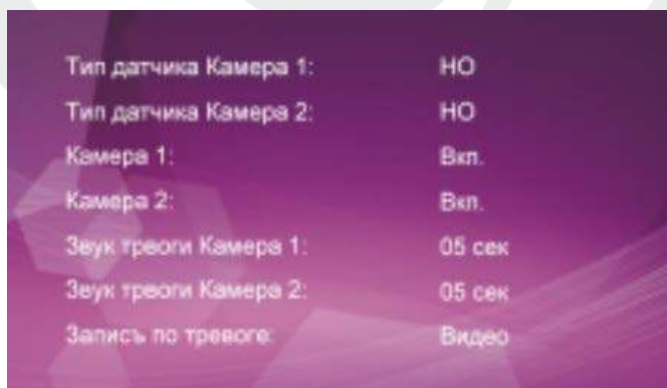 Тип датчика Камера 1: НО
Тип датчика Камера 2: НО
Камера 1: Вкл.
Камера 2: Вкл.
Звук тревоги Камера 1: 05 сек
Звук тревоги Камера 2: 05 сек
Запись по тревоге: Видео